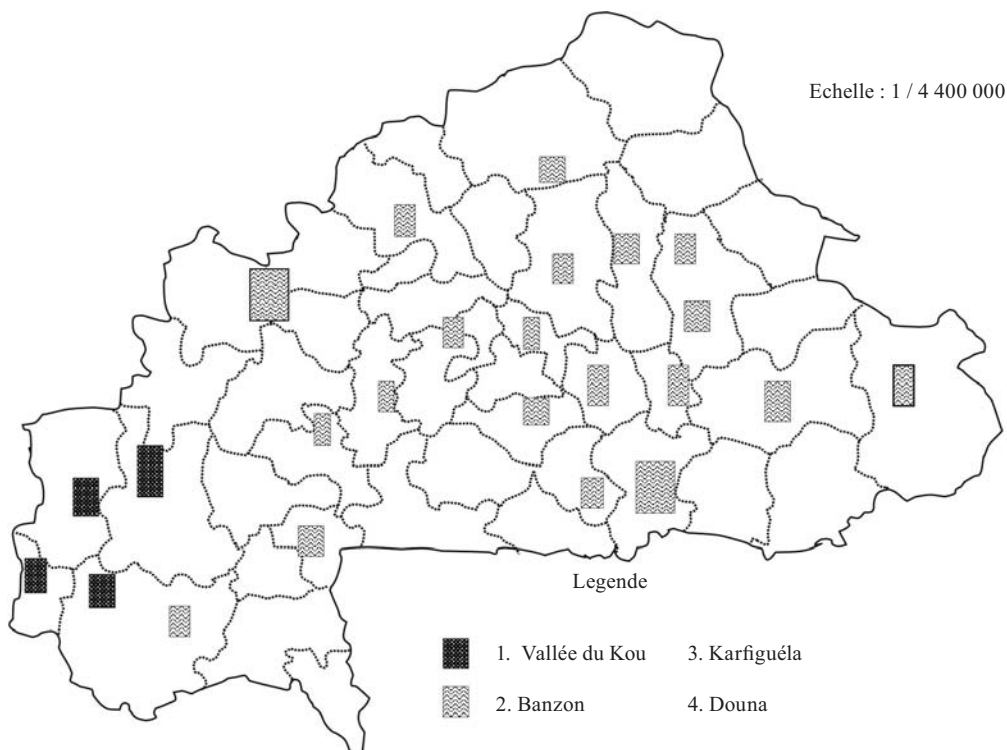 Echelle : 1 / 4 400 000
Legende
1. Vallée du Kou 3. Karfiguéla
2. Banzon 4. Douna